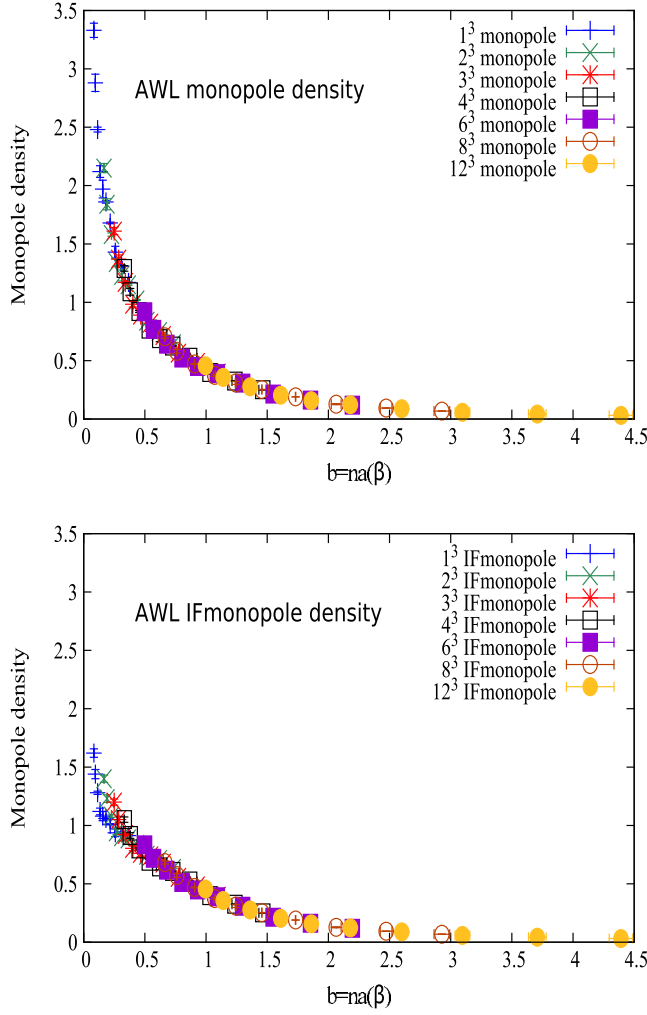 3.5
3
2.5
2
1.5
1
0.5
0
Monopole density
AWL monopole density
1³ monopole
2³ monopole
3³ monopole
4³ monopole
6³ monopole
8³ monopole
12³ monopole
0 0.5 1 1.5 2 2.5 3 3.5 4 4.5
b=na(β)
3.5
3
2.5
2
1.5
1
0.5
0
Monopole density
AWL IFmonopole density
1³ IFmonopole
2³ IFmonopole
3³ IFmonopole
4³ IFmonopole
6³ IFmonopole
8³ IFmonopole
12³ IFmonopole
0 0.5 1 1.5 2 2.5 3 3.5 4 4.5
b=na(β)